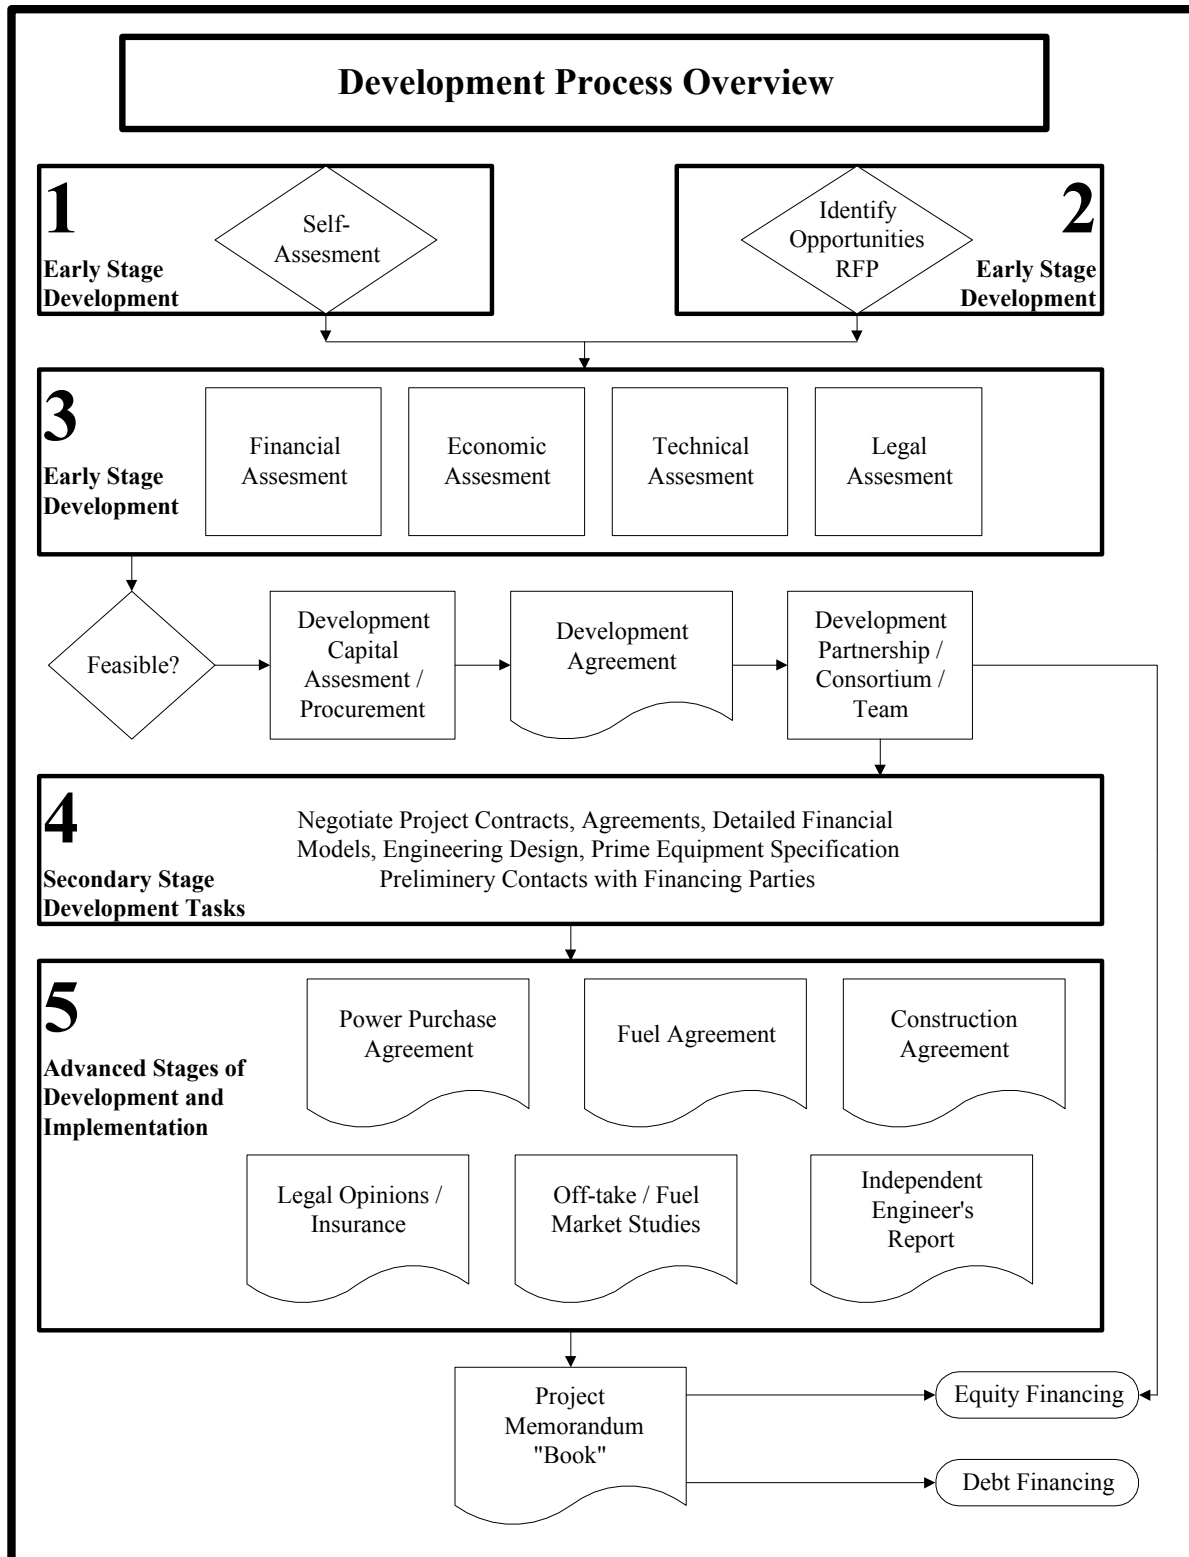 Development Process Overview
1
Early Stage
Development
Self-
Assesment
Identify
Opportunities
RFP
2
Early Stage
Development
3
Early Stage
Development
Financial
Assesment
Economic
Assesment
Technical
Assesment
Legal
Assesment
Feasible?
Development
Capital
Assesment /
Procurement
Development
Agreement
Development
Partnership /
Consortium /
Team
4
Secondary Stage
Development Tasks
Negotiate Project Contracts, Agreements, Detailed Financial
Models, Engineering Design, Prime Equipment Specification
Preliminery Contacts with Financing Parties
5
Advanced Stages of
Development and
Implementation
Power Purchase
Agreement
Fuel Agreement
Construction
Agreement
Legal Opinions /
Insurance
Off-take / Fuel
Market Studies
Independent
Engineer's
Report
Project
Memorandum
"Book"
Equity Financing
Debt Financing